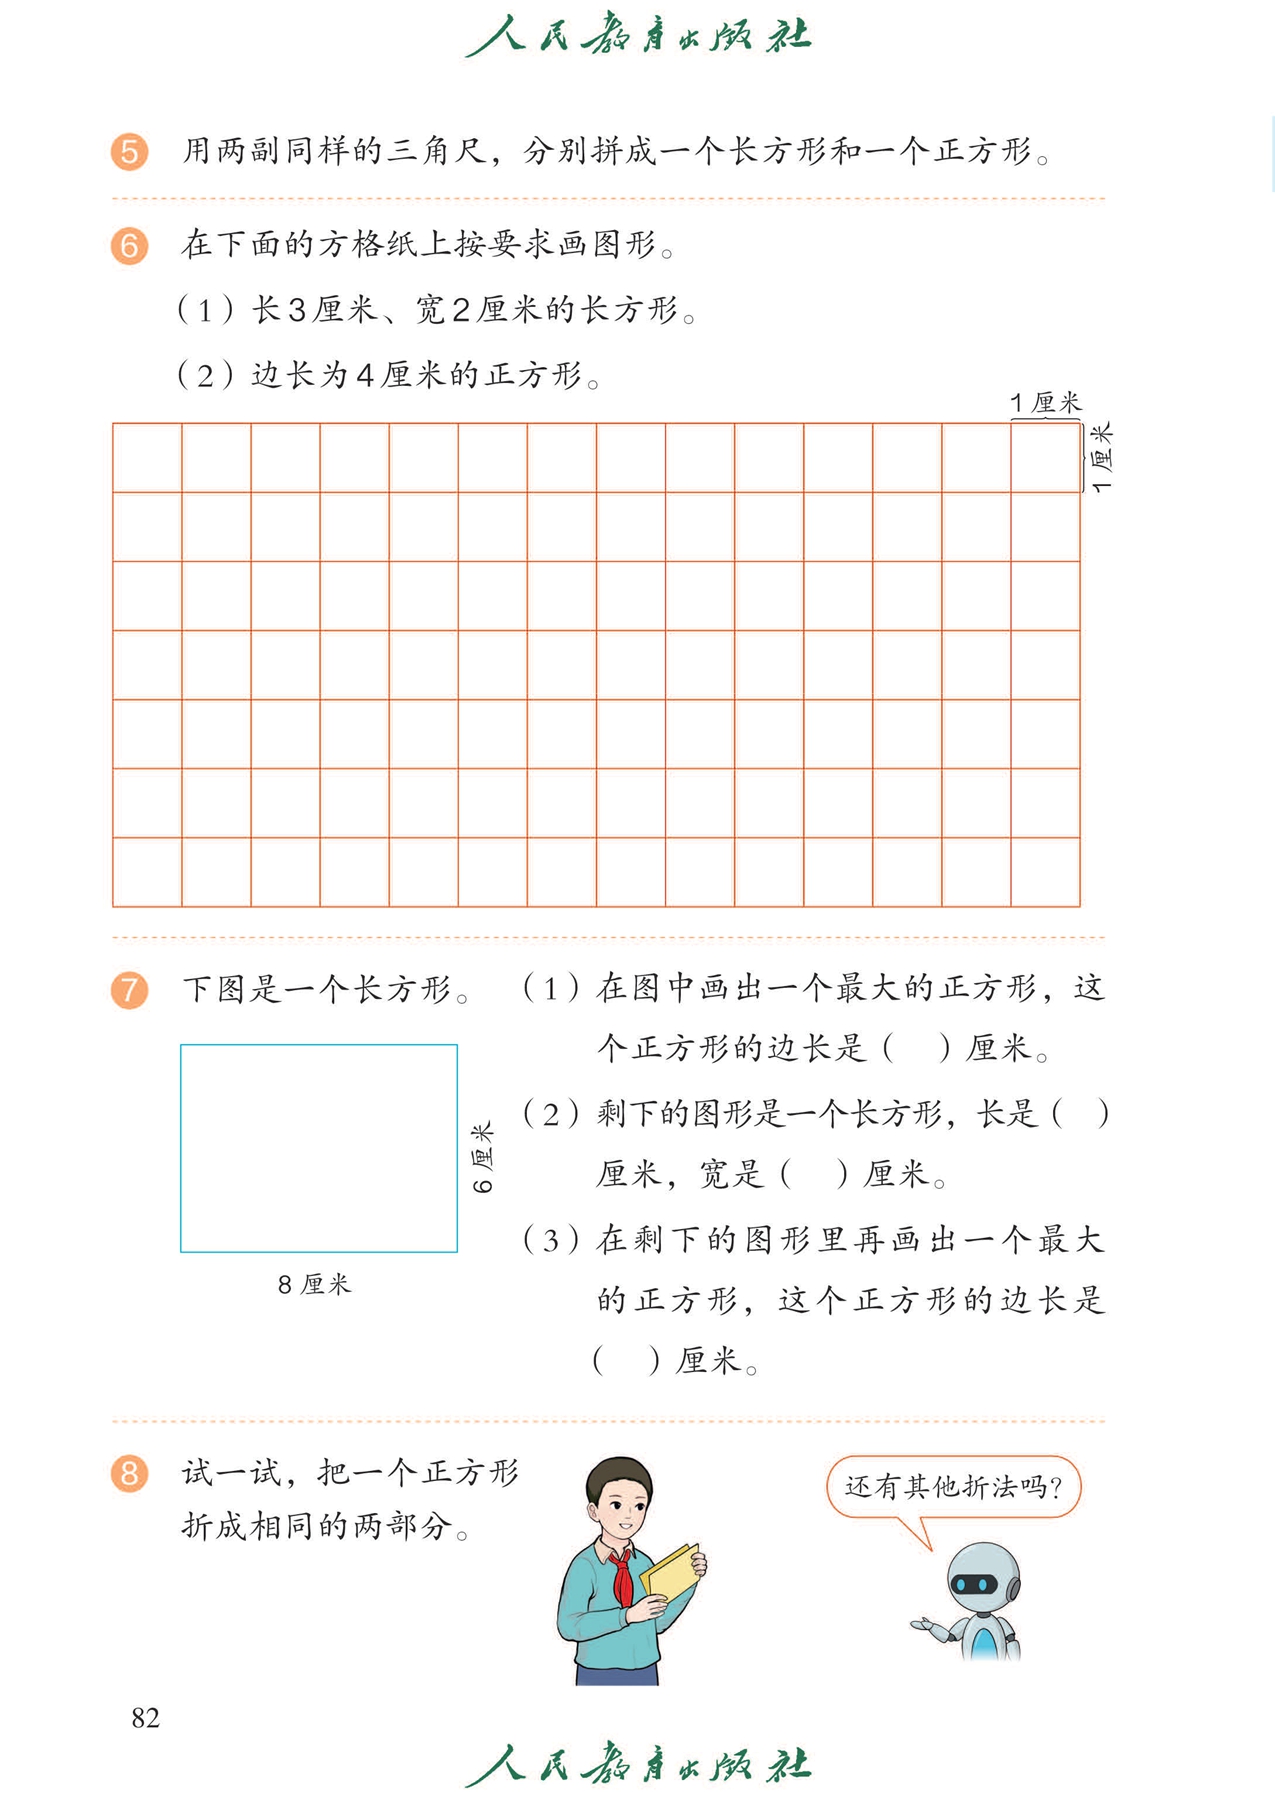 人民教育出版社
5 用两副同样的三角尺，分别拼成一个长方形和一个正方形。
6 在下面的方格纸上按要求画图形。
（1）长3厘米、宽2厘米的长方形。
（2）边长为4厘米的正方形。
1厘米
1厘米
7 下图是一个长方形。
6厘米
8厘米
（1）在图中画出一个最大的正方形，这
个正方形的边长是（　）厘米。
（2）剩下的图形是一个长方形，长是（　）
厘米，宽是（　）厘米。
（3）在剩下的图形里再画出一个最大
的正方形，这个正方形的边长是
（　）厘米。
8 试一试，把一个正方形
折成相同的两部分。
还有其他折法吗？
82
人民教育出版社